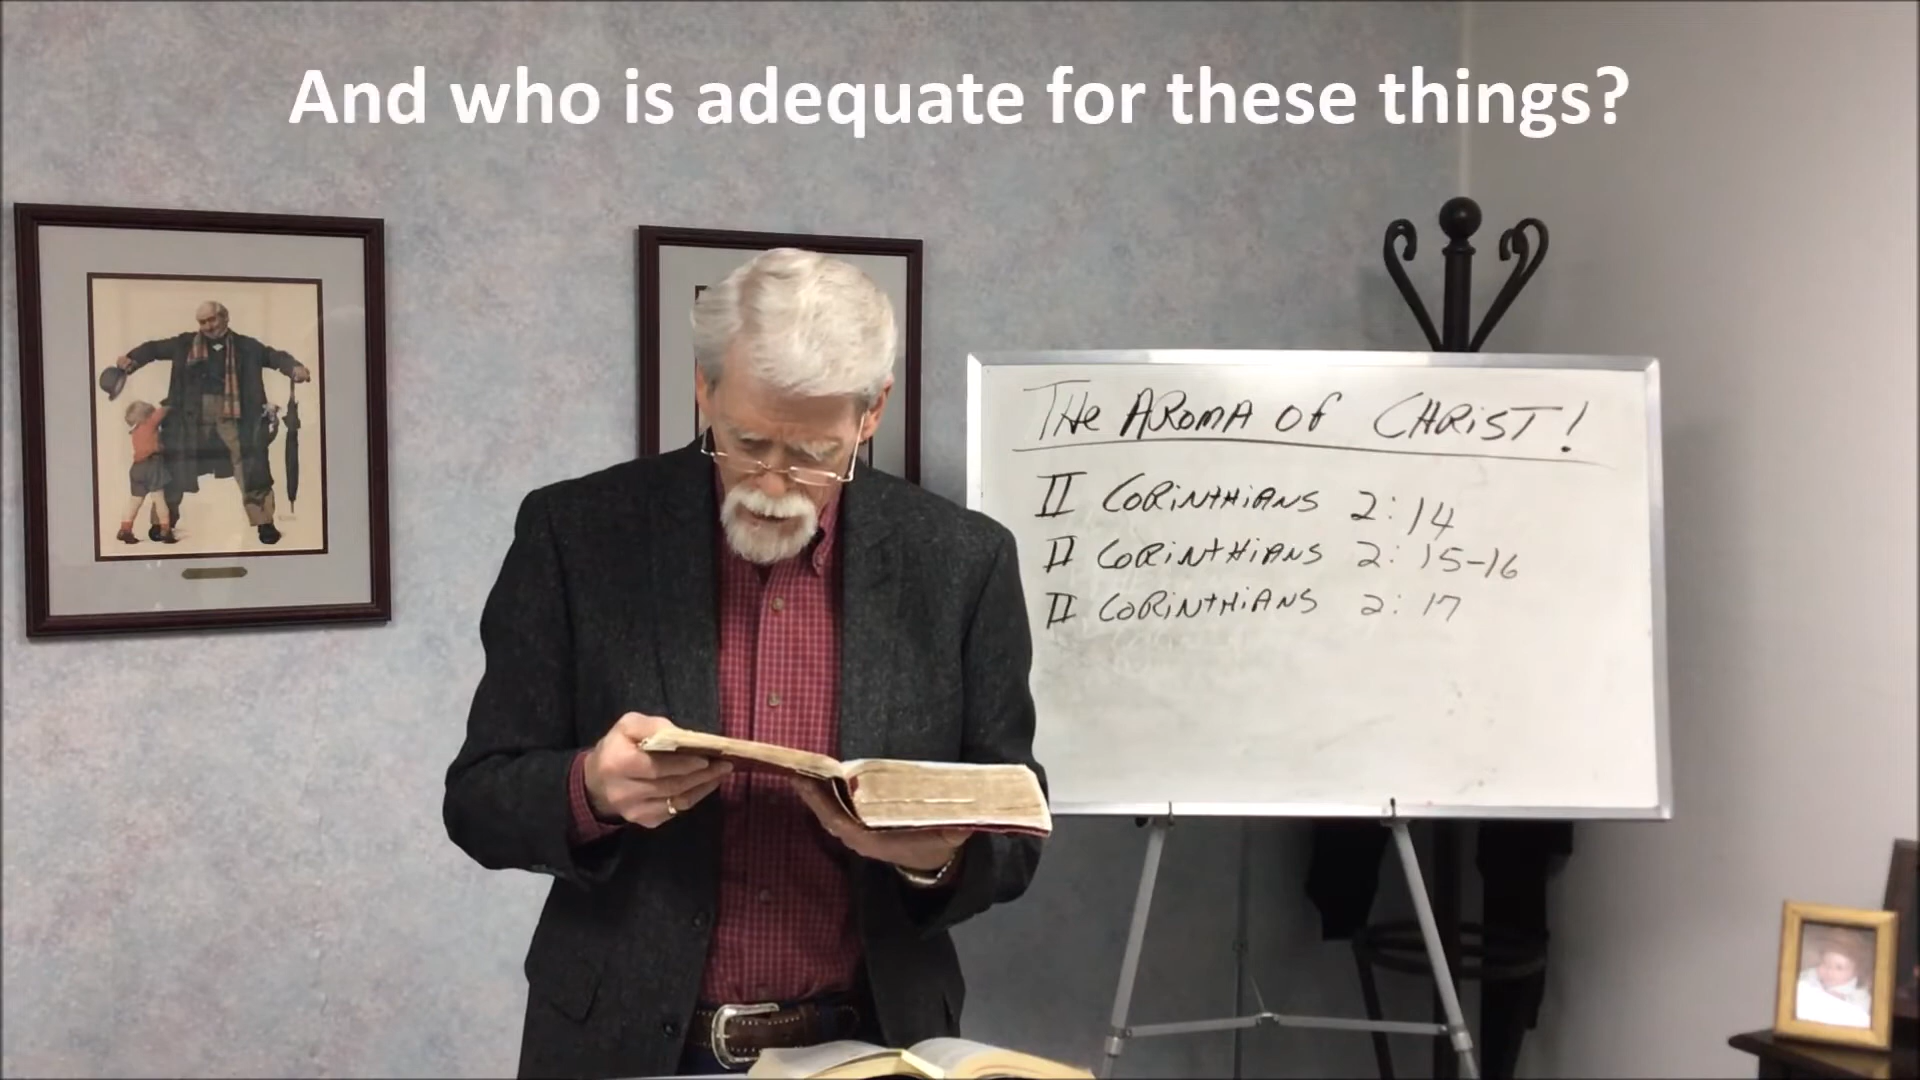 And who is adequate for these things?
THe AROMA OF CHRiST!
II CORiNTHiANS 2:14
II CORiNTHiANS 2:15-16
II CORiNTHiANS 2:17